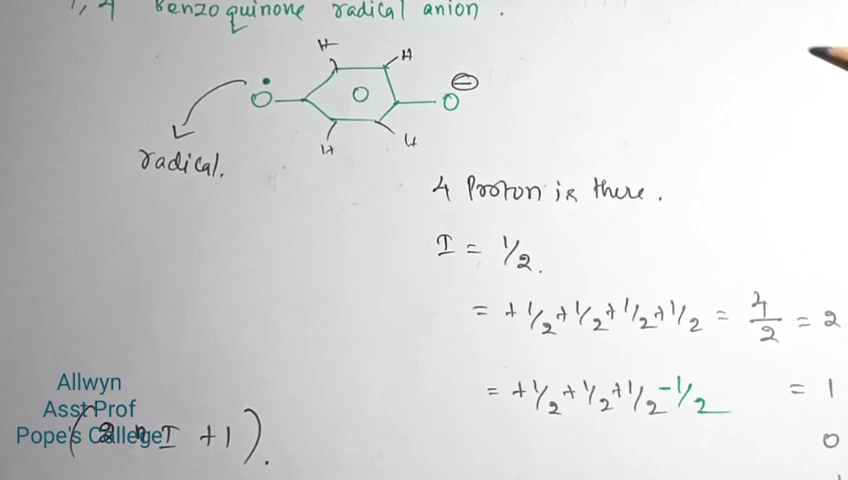 1, 4 Benzoquinone radical anion .
H
H
O
O
O
⊖
radical.
H
H
4 Proton is there .
I = 1/2 .
= + 1/2 + 1/2 + 1/2 + 1/2 = 4/2 = 2
= + 1/2 + 1/2 + 1/2 - 1/2 = 1
0
Allwyn
Asst Prof
Pope's College
( 2 n I + 1 ) .